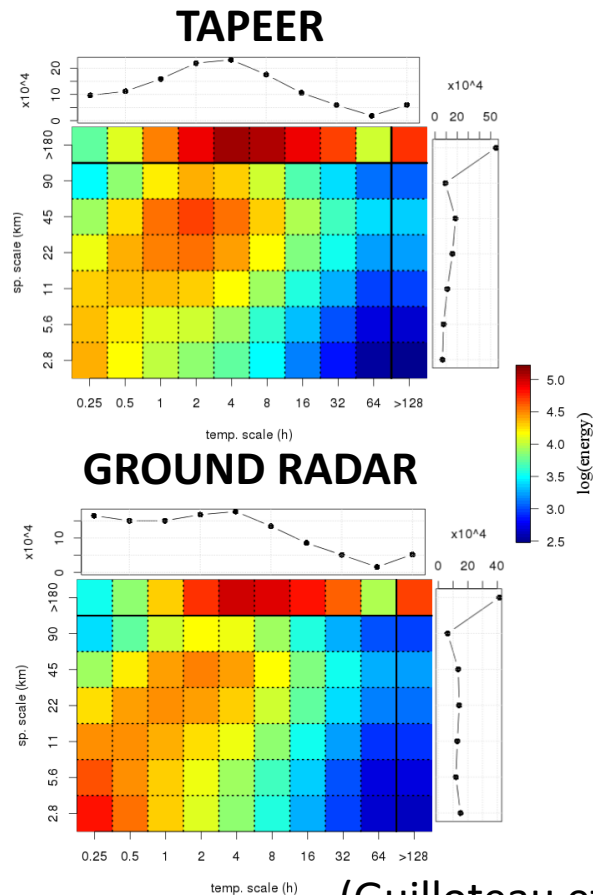 TAPEER
x10^4
0 10 20
x10^4
0 20 50
sp. scale (km)
>180
90
45
22
11
5.6
2.8
0.25 0.5 1 2 4 8 16 32 64 >128
temp. scale (h)
5.0
4.5
4.0
3.5
3.0
2.5
log(energy)
GROUND RADAR
x10^4
0 10
x10^4
0 20 40
sp. scale (km)
>180
90
45
22
11
5.6
2.8
0.25 0.5 1 2 4 8 16 32 64 >128
temp. scale (h)